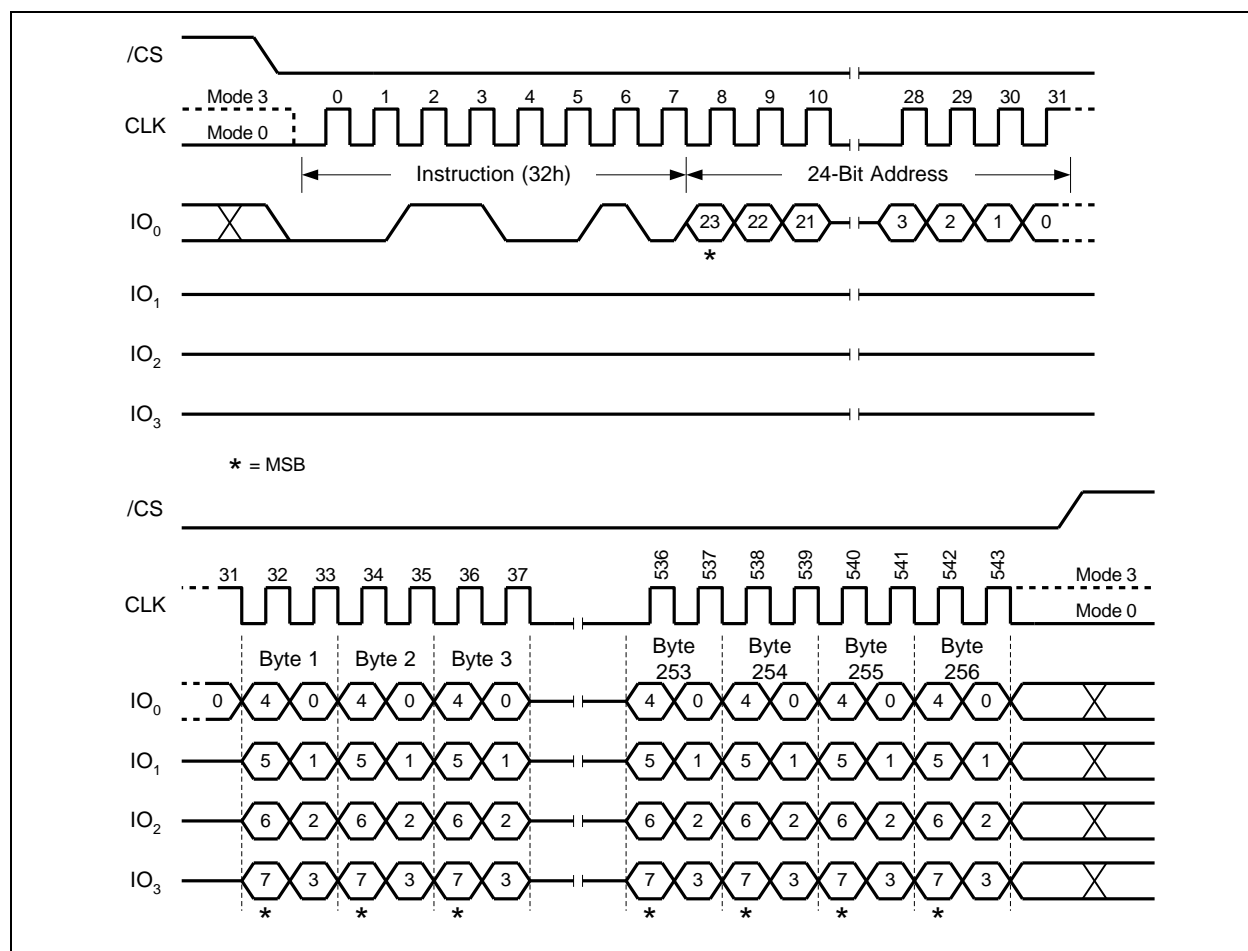 /CS
Mode 3 0 1 2 3 4 5 6 7 8 9 10 28 29 30 31
CLK
Mode 0
Instruction (32h) 24-Bit Address
IO0 23 22 21 3 2 1 0
*
IO1
IO2
IO3
* = MSB
/CS
31 32 33 34 35 36 37 536 537 538 539 540 541 542 543 Mode 3
CLK
Mode 0
Byte 1 Byte 2 Byte 3 Byte 253 Byte 254 Byte 255 Byte 256
IO0 0 4 0 4 0 4 0 4 0 4 0 4 0 4 0
IO1 5 1 5 1 5 1 5 1 5 1 5 1 5 1
IO2 6 2 6 2 6 2 6 2 6 2 6 2 6 2
IO3 7 3 7 3 7 3 7 3 7 3 7 3 7 3
* * * * * * *